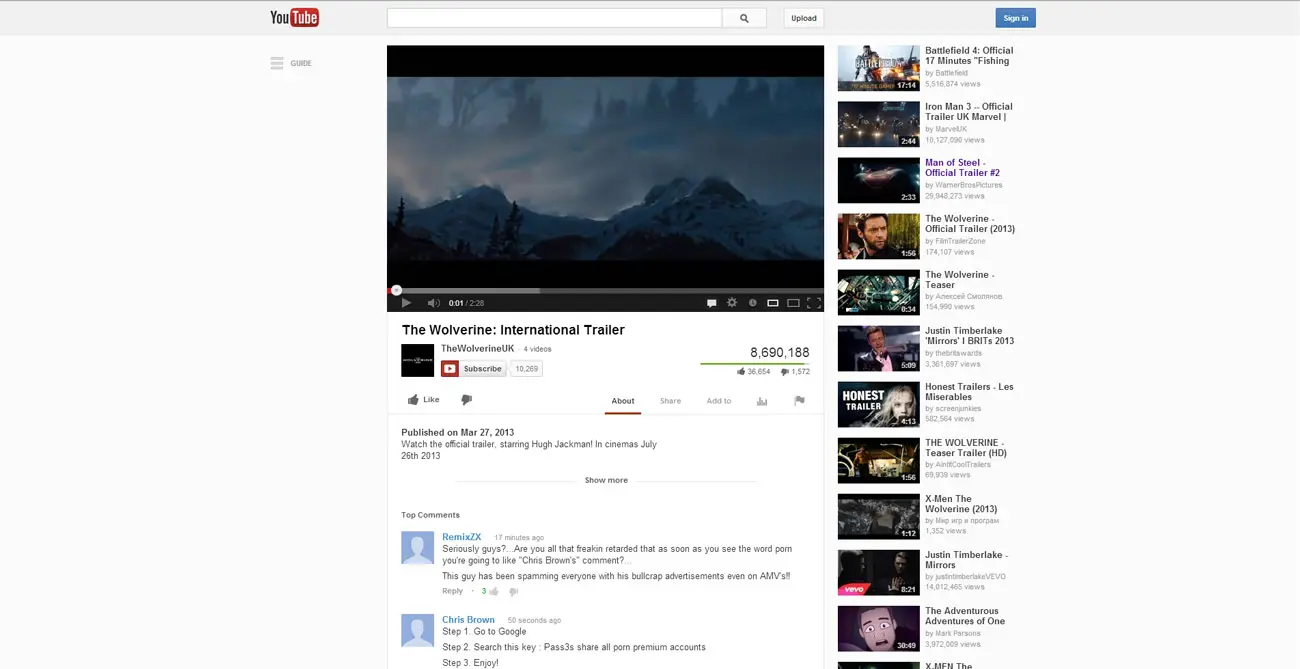 YouTube
Upload
Sign in
GUIDE
0:01 / 2:28
The Wolverine: International Trailer
TheWolverineUK · 4 videos
Subscribe 10,269
8,690,188
36,654 1,572
Like
About Share Add to
Published on Mar 27, 2013
Watch the official trailer, starring Hugh Jackman! In cinemas July
26th 2013
Show more
Top Comments
RemixZX 17 minutes ago
Seriously guys?...Are you all that freakin retarded that as soon as you see the word porn
you're going to like "Chris Brown's" comment?...
This guy has been spamming everyone with his bullcrap advertisements even on AMV's!!
Reply · 3
Chris Brown 50 seconds ago
Step 1. Go to Google
Step 2. Search this key : Pass3s share all porn premium accounts
Step 3. Enjoy!
BATTLEFIELD
17:14
Battlefield 4: Official
17 Minutes "Fishing
by Battlefield
5,516,874 views
2:44
Iron Man 3 -- Official
Trailer UK Marvel |
by MarvelUK
10,127,090 views
2:33
Man of Steel -
Official Trailer #2
by WarnerBrosPictures
29,948,273 views
1:56
The Wolverine -
Official Trailer (2013)
by FilmTrailerZone
174,107 views
0:34
The Wolverine -
Teaser
by Алексей Смолянов
154,990 views
5:09
Justin Timberlake
'Mirrors' | BRITs 2013
by thebritawards
3,361,697 views
HONEST
TRAILER
4:13
Honest Trailers - Les
Miserables
by screenjunkies
582,564 views
1:56
THE WOLVERINE -
Teaser Trailer (HD)
by AintItCoolTrailers
69,939 views
1:12
X-Men The
Wolverine (2013)
by Мир игр и програм
1,352 views
vevo
8:21
Justin Timberlake -
Mirrors
by justintimberlakeVEVO
14,012,465 views
30:49
The Adventurous
Adventures of One
by Mark Parsons
3,972,009 views
X-MEN The